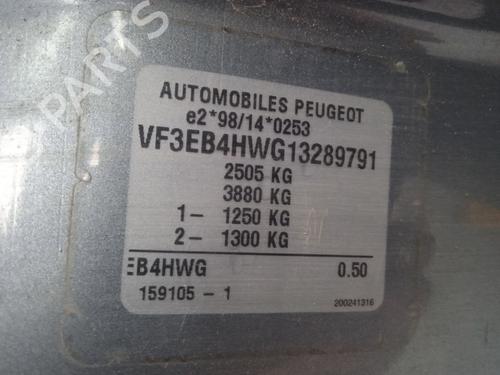 AUTOMOBILES PEUGEOT
e2*98/14*0253
VF3EB4HWG13289791
2505 KG
3880 KG
1- 1250 KG
2- 1300 KG
EB4HWG 0.50
159105 - 1
200241316
B-PARTS